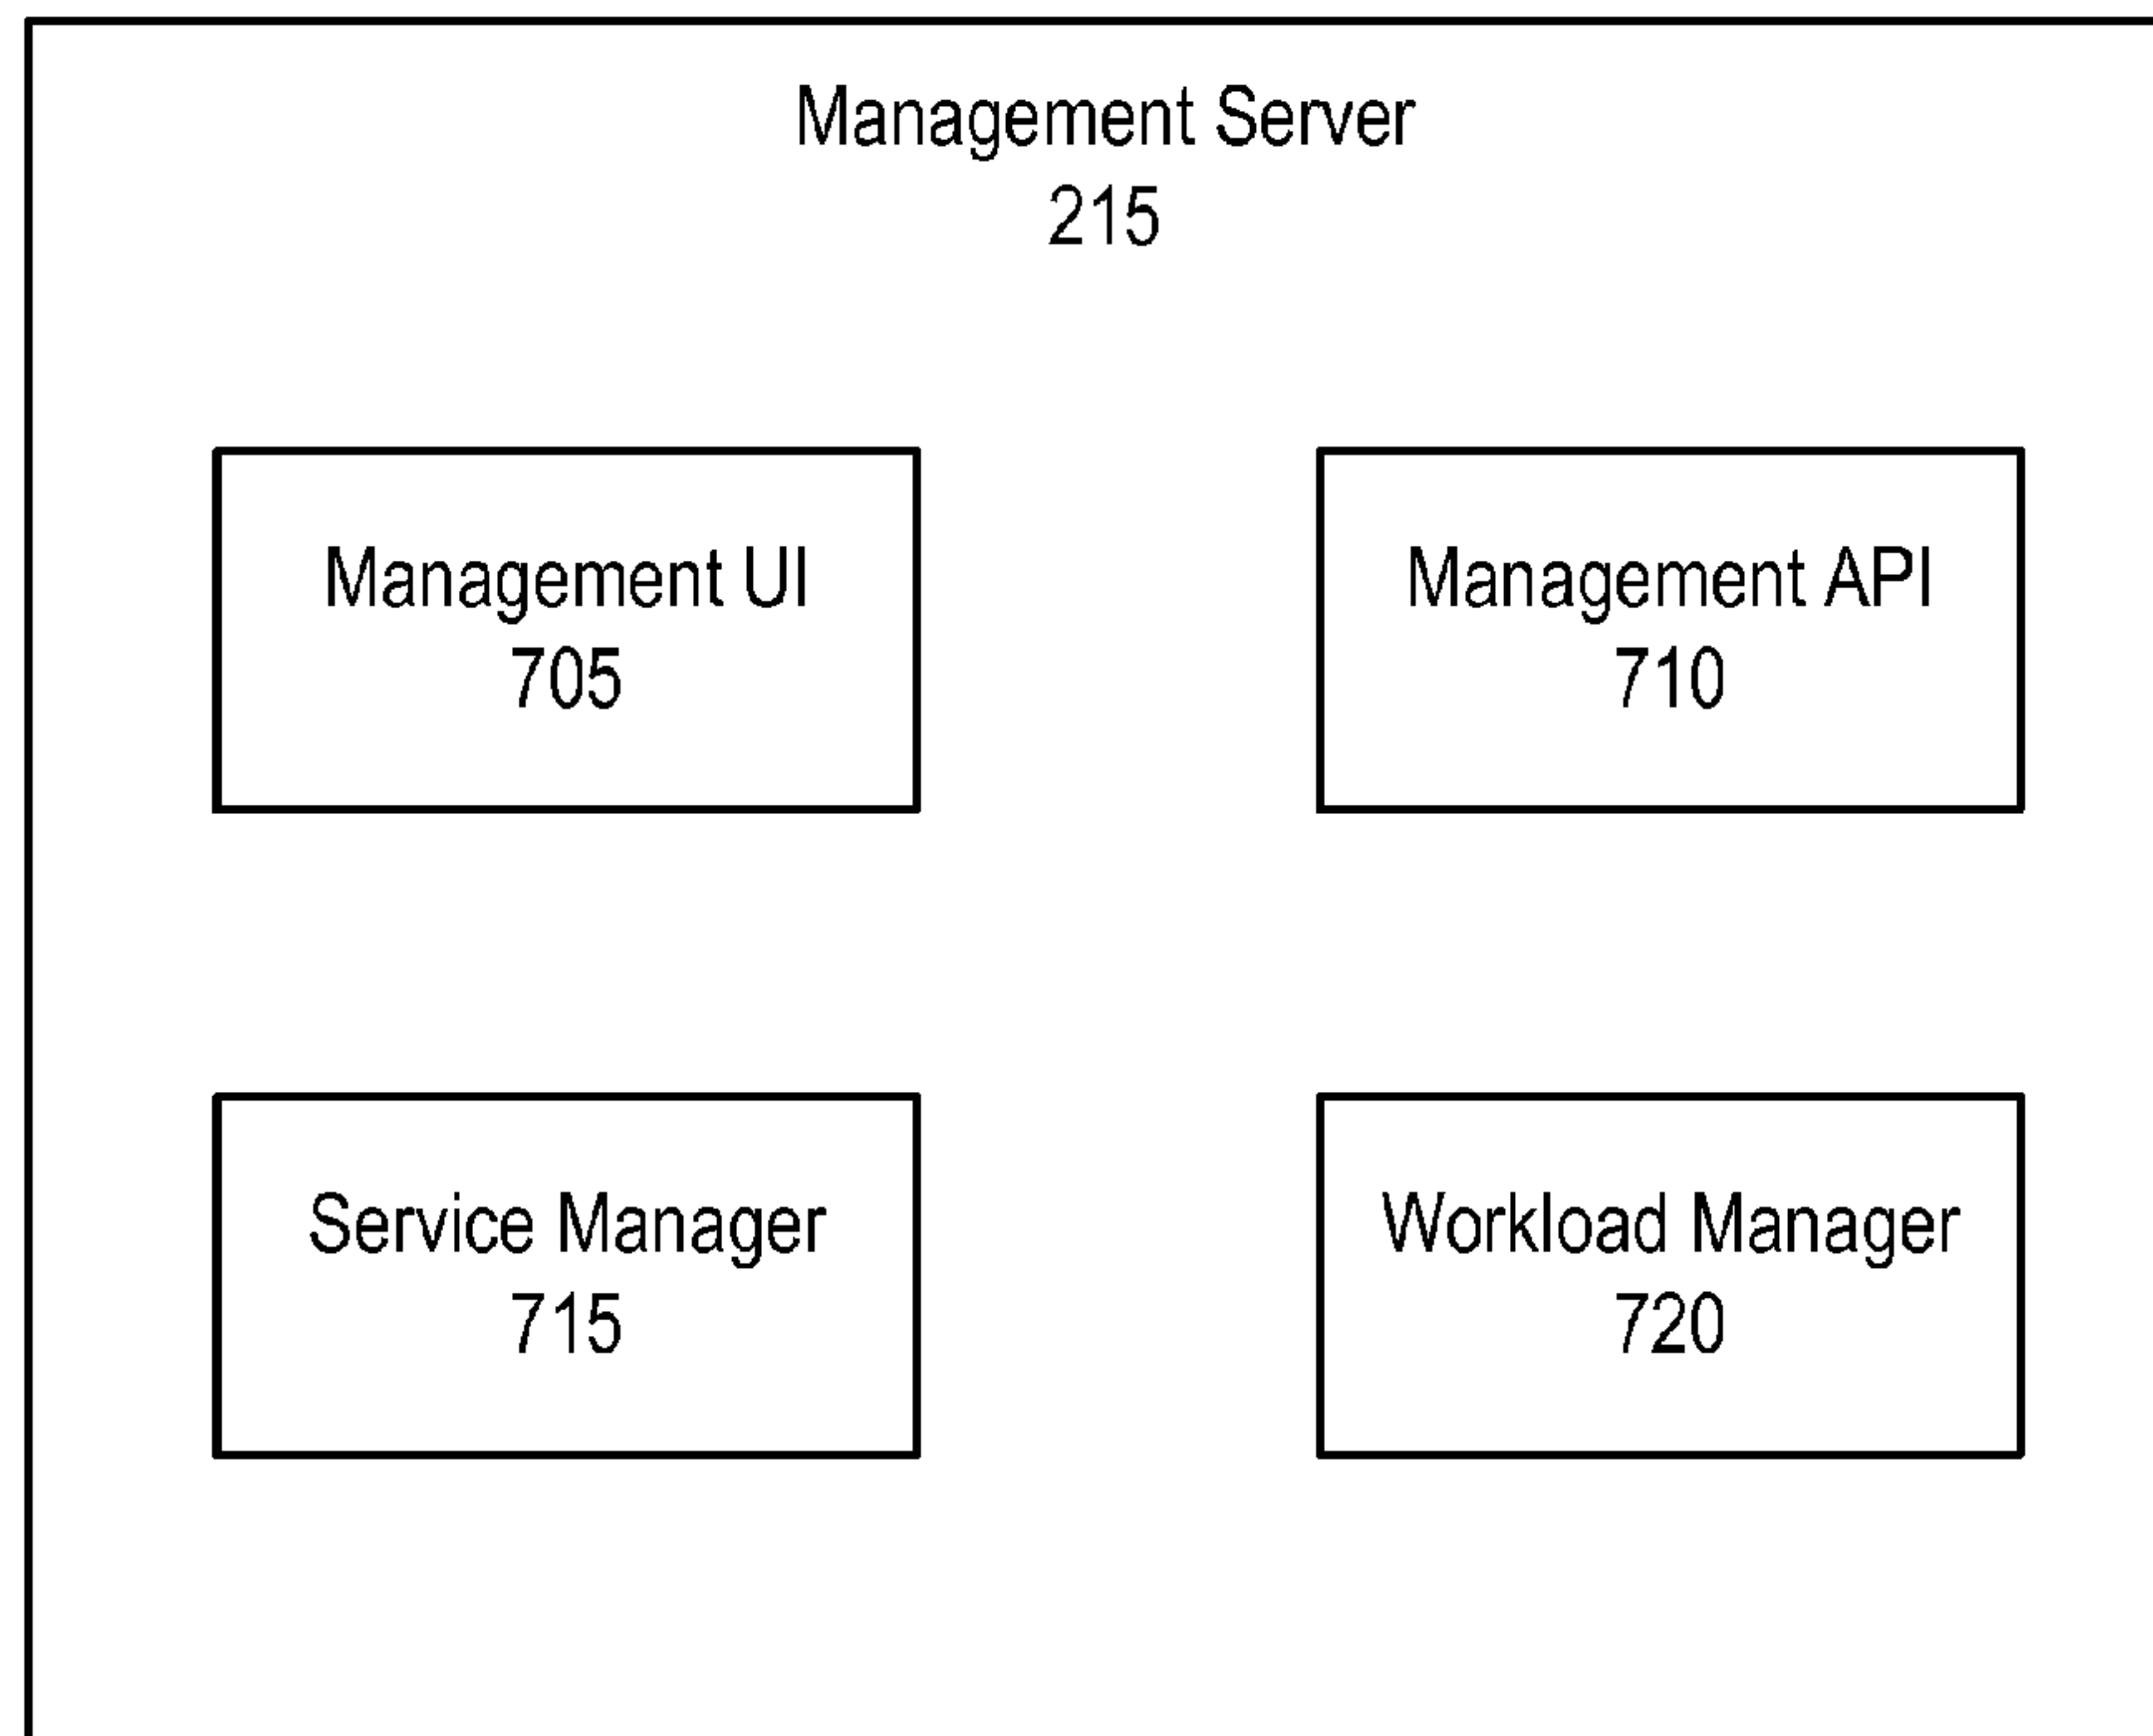 Management Server
215
Management UI
705
Management API
710
Service Manager
715
Workload Manager
720